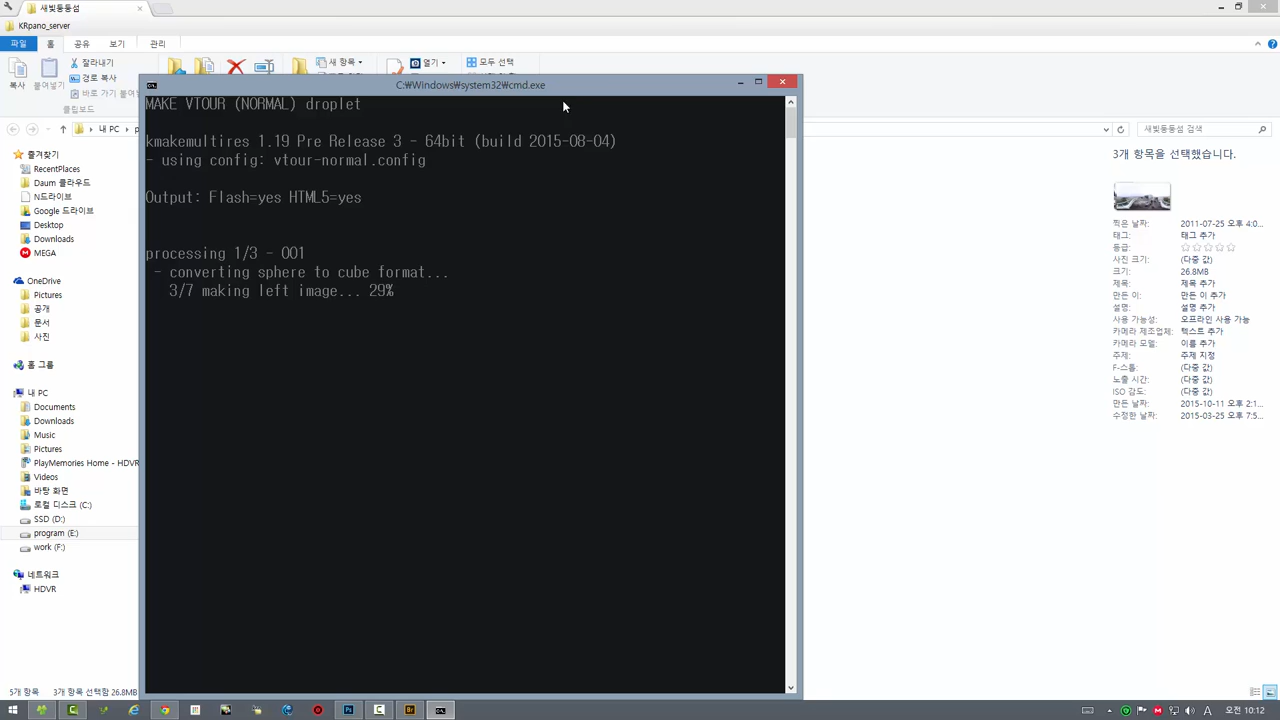 새빛둥둥섬
KRpano_server
파일
홈
공유
보기
관리
복사
붙여넣기
잘라내기
경로 복사
새 항목
열기
모두 선택
클립보드
C:₩Windows₩system32₩cmd.exe
MAKE VTOUR (NORMAL) droplet
kmakemultires 1.19 Pre Release 3 - 64bit (build 2015-08-04)
- using config: vtour-normal.config
Output: Flash=yes HTML5=yes
processing 1/3 - 001
- converting sphere to cube format...
3/7 making left image... 29%
내 PC
새빛둥둥섬 검색
즐겨찾기
RecentPlaces
Daum 클라우드
N드라이브
Google 드라이브
Desktop
Downloads
MEGA
OneDrive
Pictures
공개
문서
사진
홈 그룹
내 PC
Documents
Downloads
Music
Pictures
PlayMemories Home - HDVR
Videos
바탕 화면
로컬 디스크 (C:)
SSD (D:)
program (E:)
work (F:)
네트워크
HDVR
3개 항목을 선택했습니다.
찍은 날짜: 2011-07-25 오후 4:0...
태그: 태그 추가
등급:
사진 크기: (다중 값)
크기: 26.8MB
제목: 제목 추가
만든 이: 만든 이 추가
설명: 설명 추가
사용 가능성: 오프라인 사용 가능
카메라 제조업체: 텍스트 추가
카메라 모델: 이름 추가
주제: 주제 지정
F-스톱: (다중 값)
노출 시간: (다중 값)
ISO 감도: (다중 값)
만든 날짜: 2015-10-11 오후 2:1...
수정한 날짜: 2015-03-25 오후 7:5...
5개 항목
3개 항목 선택함 26.8MB
Ps
Br
A
오전 10:12